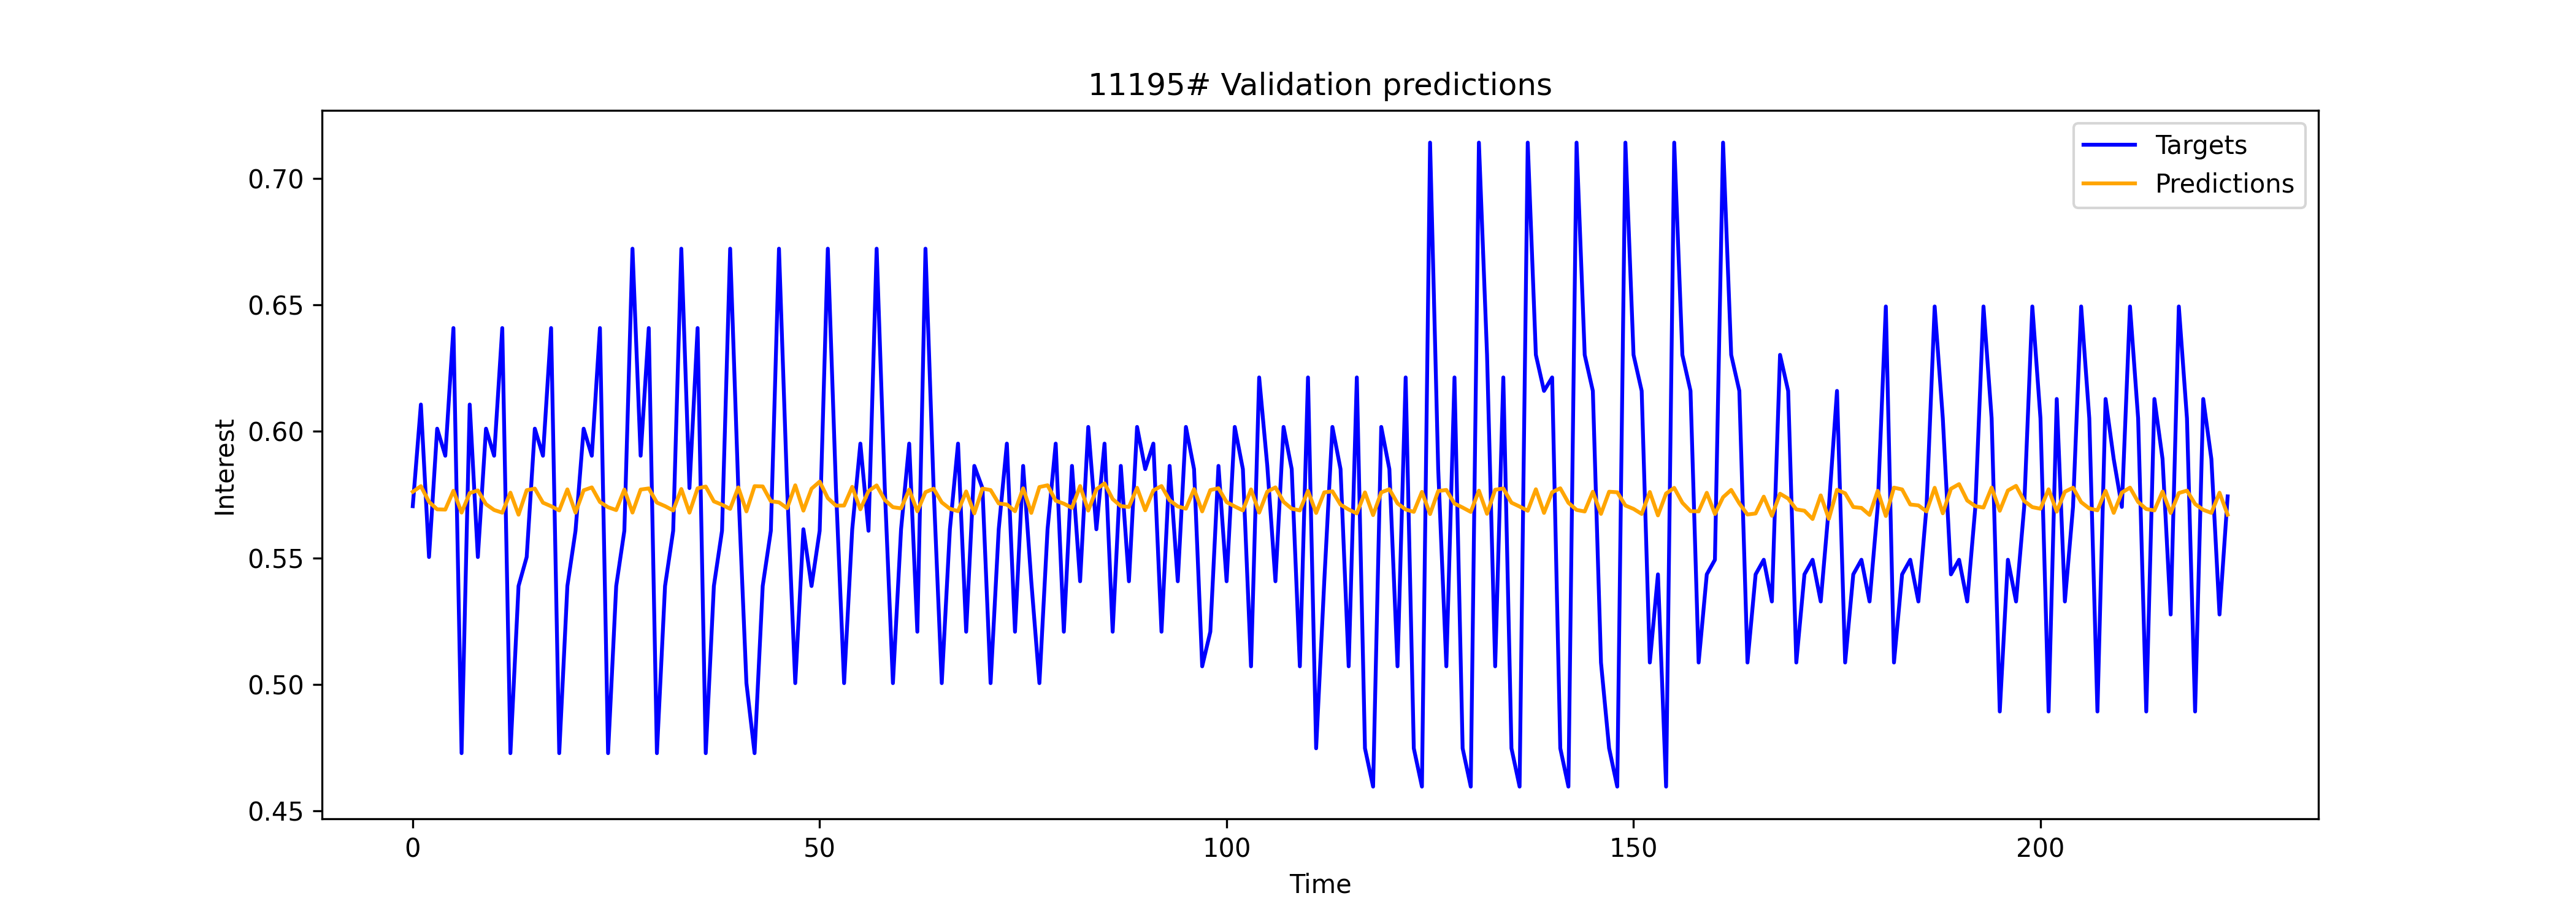 11195# Validation predictions
Targets
Predictions
Interest
0.70
0.65
0.60
0.55
0.50
0.45
0 50 100 150 200
Time